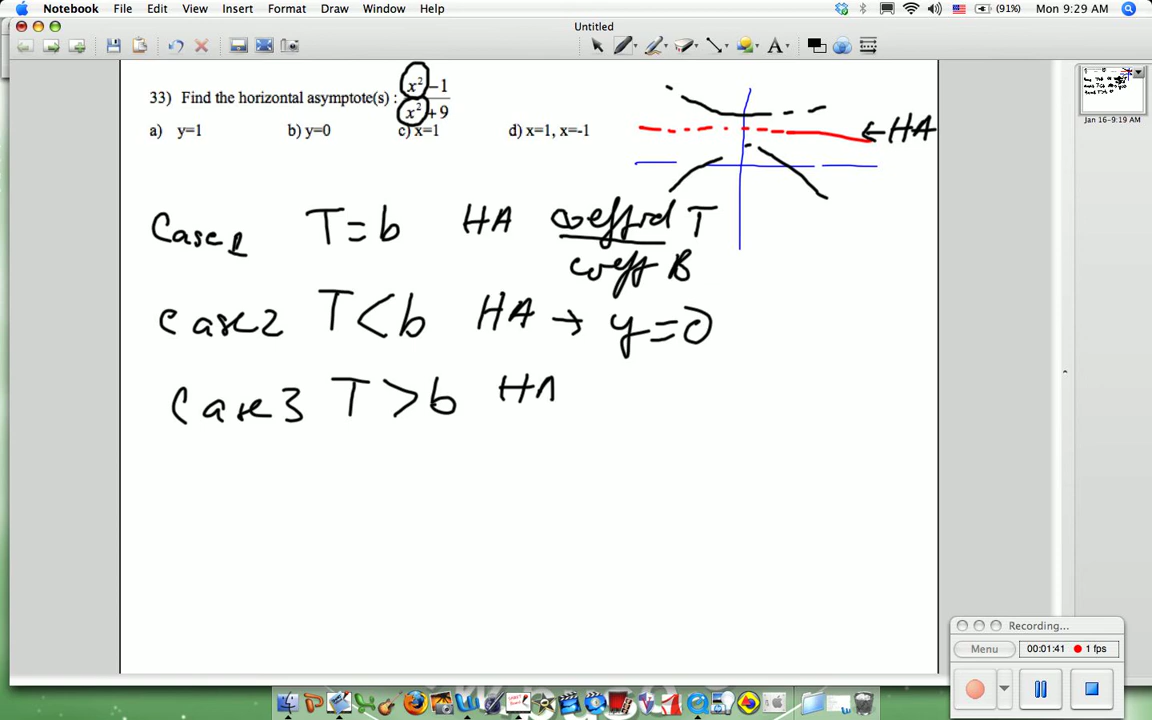 Notebook File Edit View Insert Format Draw Window Help (91%) Mon 9:29 AM
Untitled
33) Find the horizontal asymptote(s) : x²-1
x²+9
a) y=1 b) y=0 c) x=1 d) x=1, x=-1
←HA
Case1 T=b HA T
coeff B
Case2 T<b HA → y=0
Case3 T>b HA
Jan 16-9:19 AM
Recording...
Menu 00:01:41 1 fps